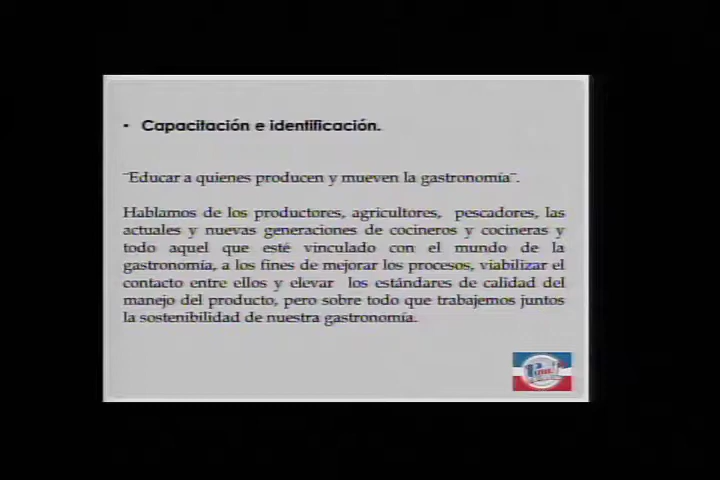 • Capacitación e identificación.
¨Educar a quienes producen y mueven la gastronomía¨.
Hablamos de los productores, agricultores, pescadores, las
actuales y nuevas generaciones de cocineros y cocineras y
todo aquel que esté vinculado con el mundo de la
gastronomía, a los fines de mejorar los procesos, viabilizar el
contacto entre ellos y elevar los estándares de calidad del
manejo del producto, pero sobre todo que trabajemos juntos
la sostenibilidad de nuestra gastronomía.